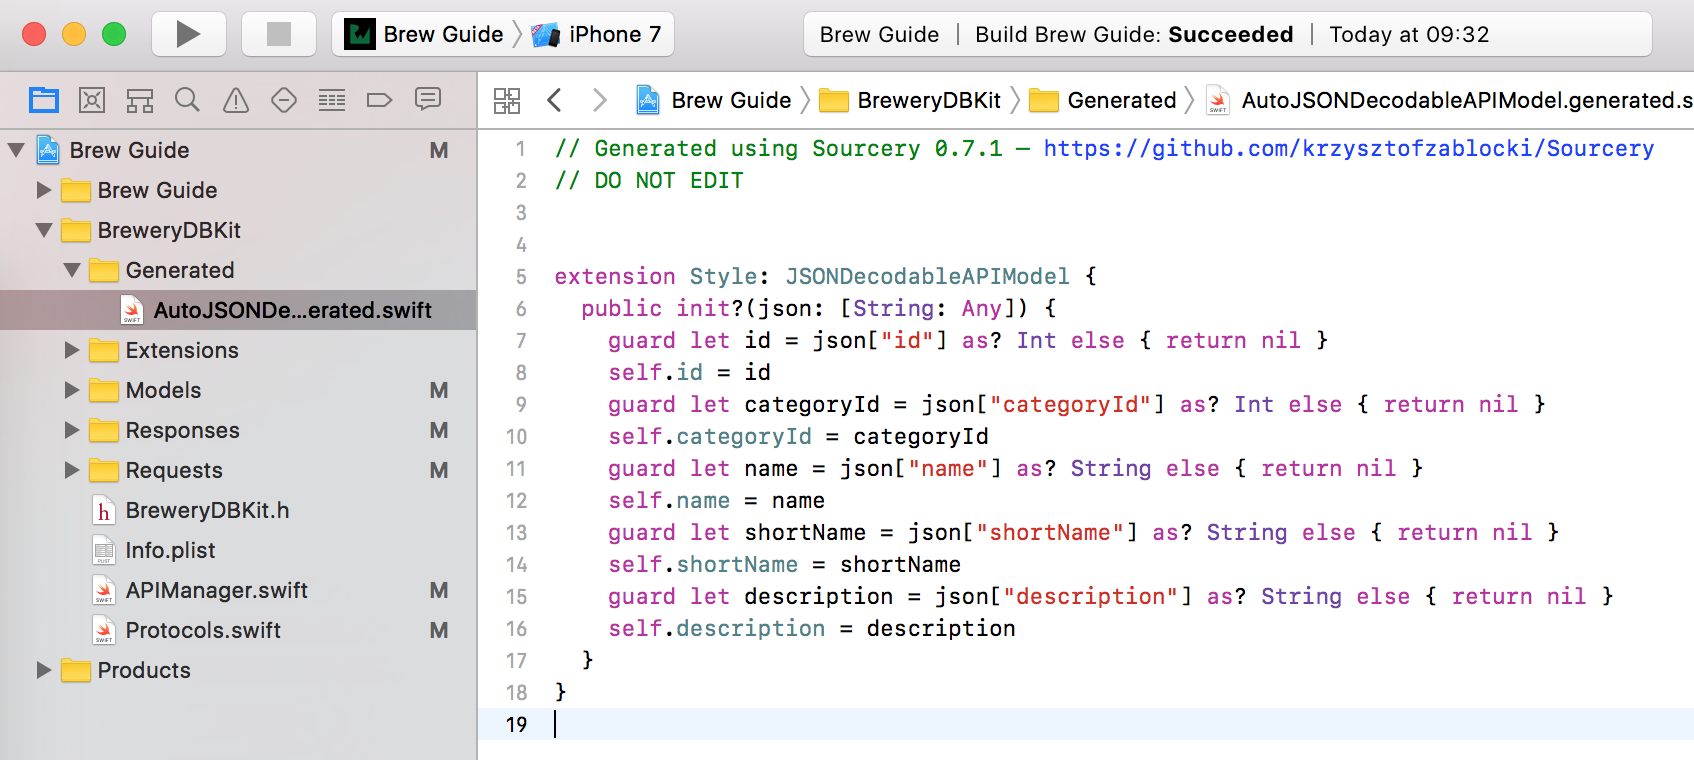 Brew Guide iPhone 7
Brew Guide | Build Brew Guide: Succeeded | Today at 09:32
Brew Guide BreweryDBKit Generated AutoJSONDecodableAPIModel.generated.s
Brew Guide M
Brew Guide
BreweryDBKit
Generated
AutoJSONDe...erated.swift
Extensions
Models M
Responses M
Requests M
BreweryDBKit.h
Info.plist
APIManager.swift M
Protocols.swift M
Products
1 // Generated using Sourcery 0.7.1 — https://github.com/krzysztofzablocki/Sourcery
2 // DO NOT EDIT
3
4
5 extension Style: JSONDecodableAPIModel {
6 public init?(json: [String: Any]) {
7 guard let id = json["id"] as? Int else { return nil }
8 self.id = id
9 guard let categoryId = json["categoryId"] as? Int else { return nil }
10 self.categoryId = categoryId
11 guard let name = json["name"] as? String else { return nil }
12 self.name = name
13 guard let shortName = json["shortName"] as? String else { return nil }
14 self.shortName = shortName
15 guard let description = json["description"] as? String else { return nil }
16 self.description = description
17 }
18 }
19